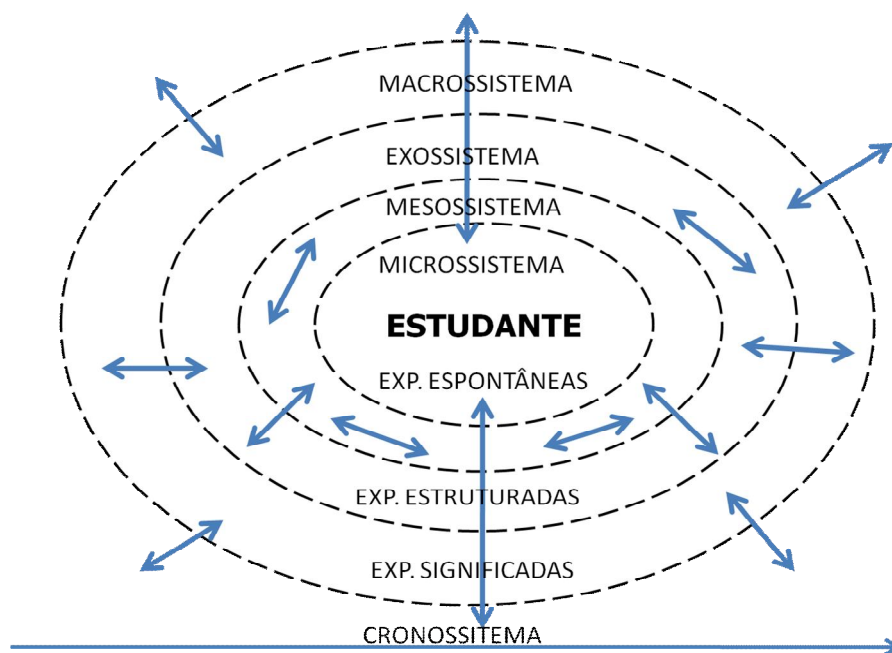 MACROSSISTEMA
EXOSSISTEMA
MESOSSISTEMA
MICROSSISTEMA
ESTUDANTE
EXP. ESPONTÂNEAS
EXP. ESTRUTURADAS
EXP. SIGNIFICADAS
CRONOSSITEMA